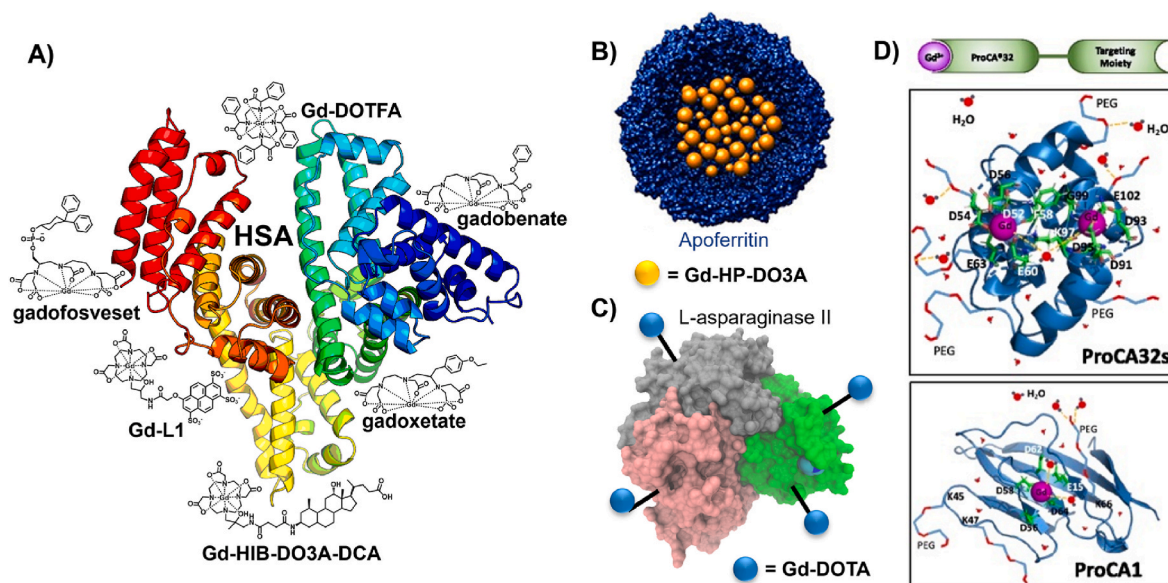 A)
Gd-DOTFA
gadobenate
HSA
gadofosveset
Gd-L1
gadoxetate
Gd-HIB-DO3A-DCA
B)
Apoferritin
= Gd-HP-DO3A
C)
L-asparaginase II
= Gd-DOTA
D)
Gd³⁺
ProCA®32
Targeting
Moiety
PEG
H₂O
H₂O
D56
G99
E102
D54
D52
F58
Gd
Gd
D93
K97
D95
E63
E60
D91
PEG
PEG
ProCA32s
H₂O
PEG
D62
D58
Gd
E15
K45
D64
K66
K47
D56
PEG
ProCA1